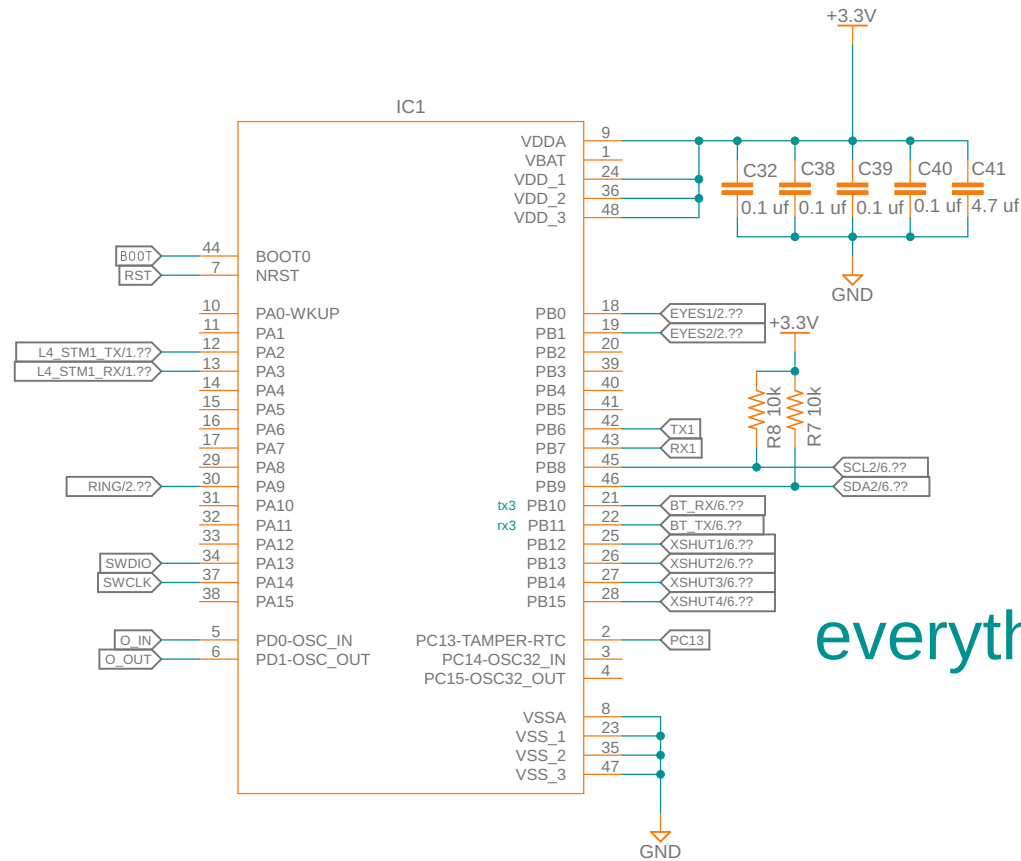 +3.3V
IC1
VDDA 9
VBAT 1
VDD_1 24
VDD_2 36
VDD_3 48
C32 0.1 uf
C38 0.1 uf
C39 0.1 uf
C40 0.1 uf
C41 4.7 uf
GND
BOOT 44 BOOT0
RST 7 NRST
10 PA0-WKUP
11 PA1
L4_STM1_TX/1.?? 12 PA2
L4_STM1_RX/1.?? 13 PA3
14 PA4
15 PA5
16 PA6
17 PA7
29 PA8
RING/2.?? 30 PA9
31 PA10
32 PA11
33 PA12
SWDIO 34 PA13
SWCLK 37 PA14
38 PA15
O_IN 5 PD0-OSC_IN
O_OUT 6 PD1-OSC_OUT
PB0 18 EYES1/2.??
PB1 19 EYES2/2.??
PB2 20
PB3 39
PB4 40
PB5 41
PB6 42 TX1
PB7 43 RX1
PB8 45 SCL2/6.??
PB9 46 SDA2/6.??
tx3 PB10 21 BT_RX/6.??
rx3 PB11 22 BT_TX/6.??
PB12 25 XSHUT1/6.??
PB13 26 XSHUT2/6.??
PB14 27 XSHUT3/6.??
PB15 28 XSHUT4/6.??
+3.3V
R8 10k
R7 10k
PC13-TAMPER-RTC 2 PC13
PC14-OSC32_IN 3
PC15-OSC32_OUT 4
VSSA 8
VSS_1 23
VSS_2 35
VSS_3 47
GND
everyth